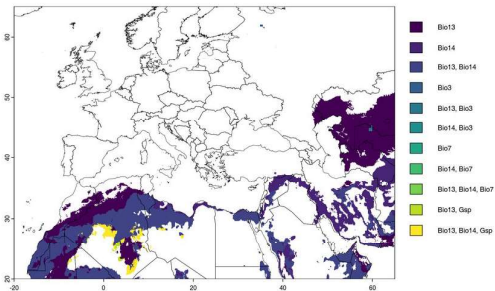 Bio13
Bio14
Bio13, Bio14
Bio3
Bio13, Bio3
Bio14, Bio3
Bio7
Bio14, Bio7
Bio13, Bio14, Bio7
Bio13, Gsp
Bio13, Bio14, Gsp
60
50
40
30
20
-20
0
20
40
60